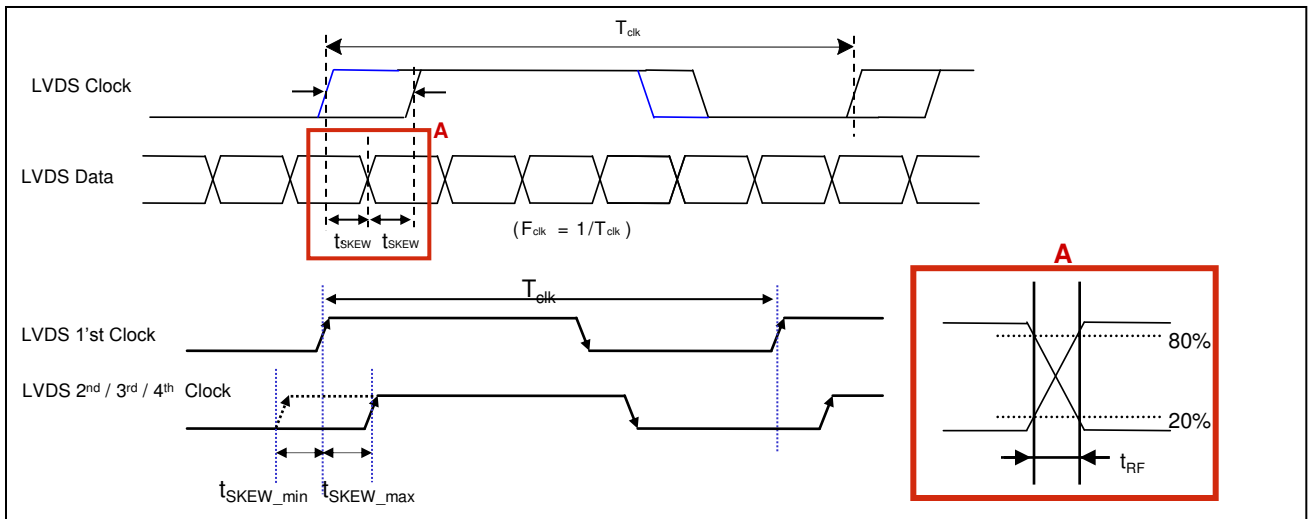 Tclk
LVDS Clock
A
LVDS Data
tSKEW tSKEW
(Fclk = 1/Tclk)
A
Tclk
LVDS 1'st Clock
80%
LVDS 2nd / 3rd / 4th Clock
20%
tRF
tSKEW_min tSKEW_max